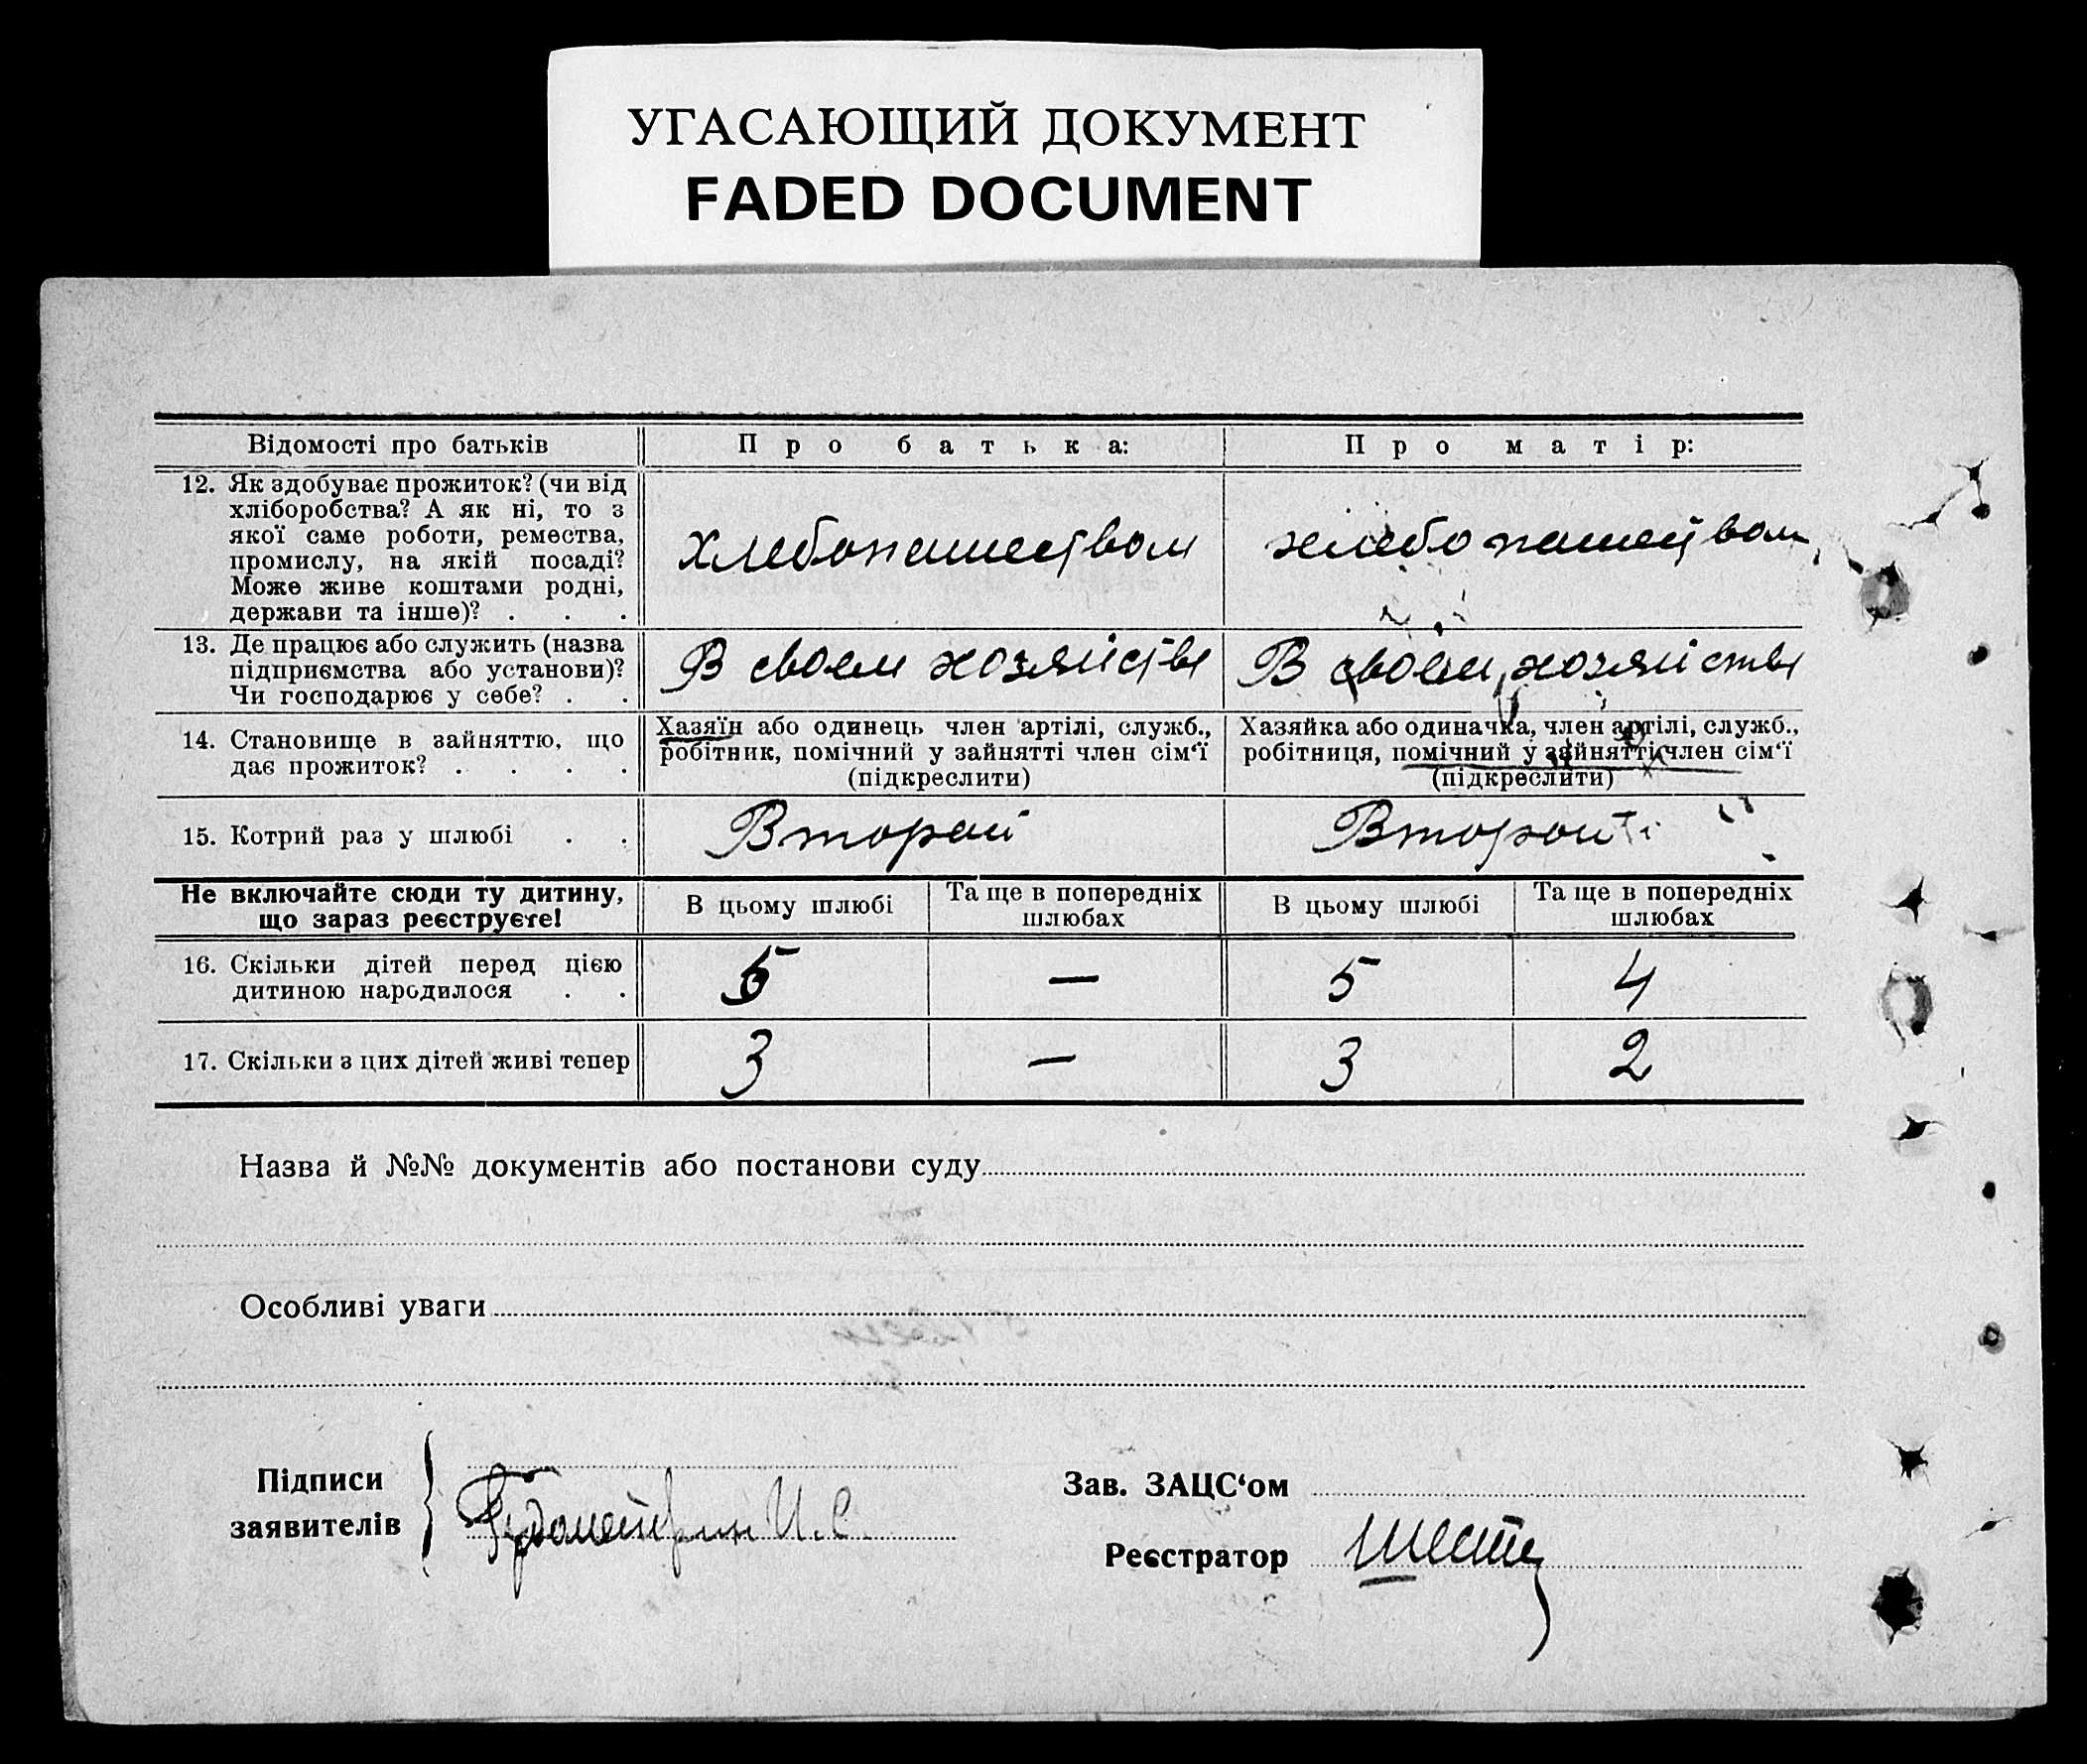 УГАСАЮЩИЙ ДОКУМЕНТ
FADED DOCUMENT
Відомості про батьків
Про батька:
Про матір:
12. Як здобуває прожиток? (чи від
хліборобства? А як ні, то з
якої саме роботи, ремества,
промислу, на якій посаді?
Може живе коштами родні,
держави та інше)? . . .
хлебопашеством
хлебопашеством
13. Де працює або служить (назва
підприємства або установи)?
Чи господарює у себе? . .
В своем хозяйстве
В своем хозяйстве
14. Становище в зайняттю, що
дає прожиток? . . . .
Хазяїн або одинець член артілі, служб.,
робітник, помічний у зайнятті член сім‘ї
(підкреслити)
Хазяйка або одиначка, член артілі, служб.,
робітниця, помічний у зайнятті член сім‘ї
(підкреслити)
15. Котрий раз у шлюбі . .
Второй
Второй
Не включайте сюди ту дитину,
що зараз реєструєте!
В цьому шлюбі
Та ще в попередніх
шлюбах
В цьому шлюбі
Та ще в попередніх
шлюбах
16. Скільки дітей перед цією
дитиною народилося . .
5
—
5
4
17. Скільки з цих дітей живі тепер
3
—
3
2
Назва й №№ документів або постанови суду
Особливі уваги
Підписи
заявителів
И. С.
Зав. ЗАЦС‘ом
Реєстратор